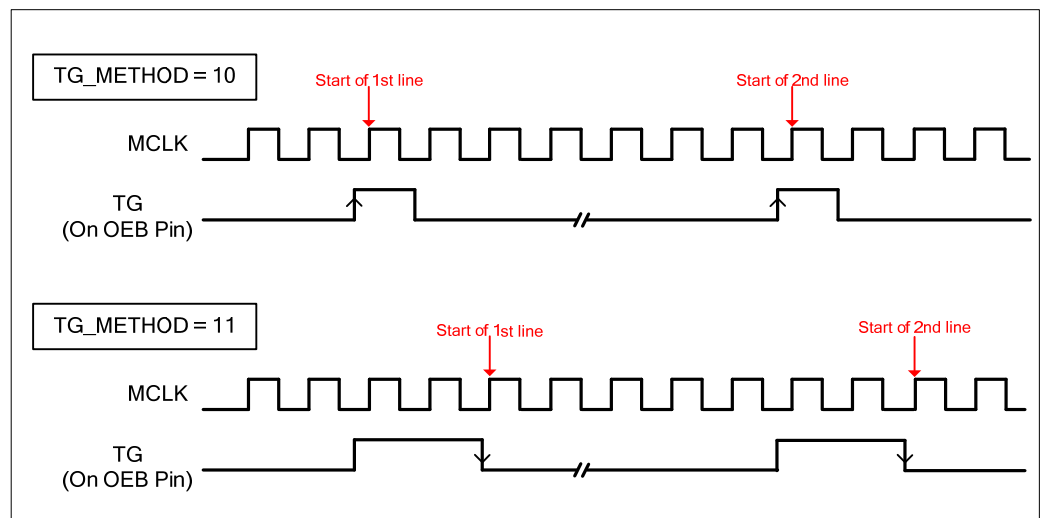 TG_METHOD = 10
Start of 1st line
Start of 2nd line
MCLK
TG
(On OEB Pin)
TG_METHOD = 11
Start of 1st line
Start of 2nd line
MCLK
TG
(On OEB Pin)